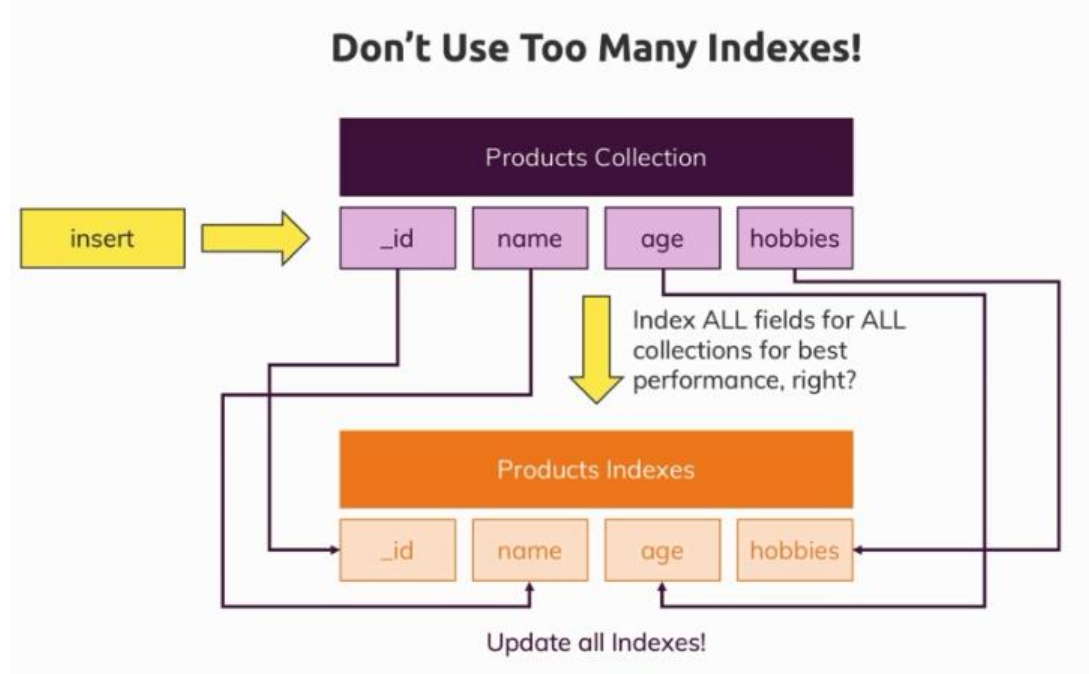 Don’t Use Too Many Indexes!
Products Collection
insert
_id
name
age
hobbies
Index ALL fields for ALL
collections for best
performance, right?
Products Indexes
_id
name
age
hobbies
Update all Indexes!